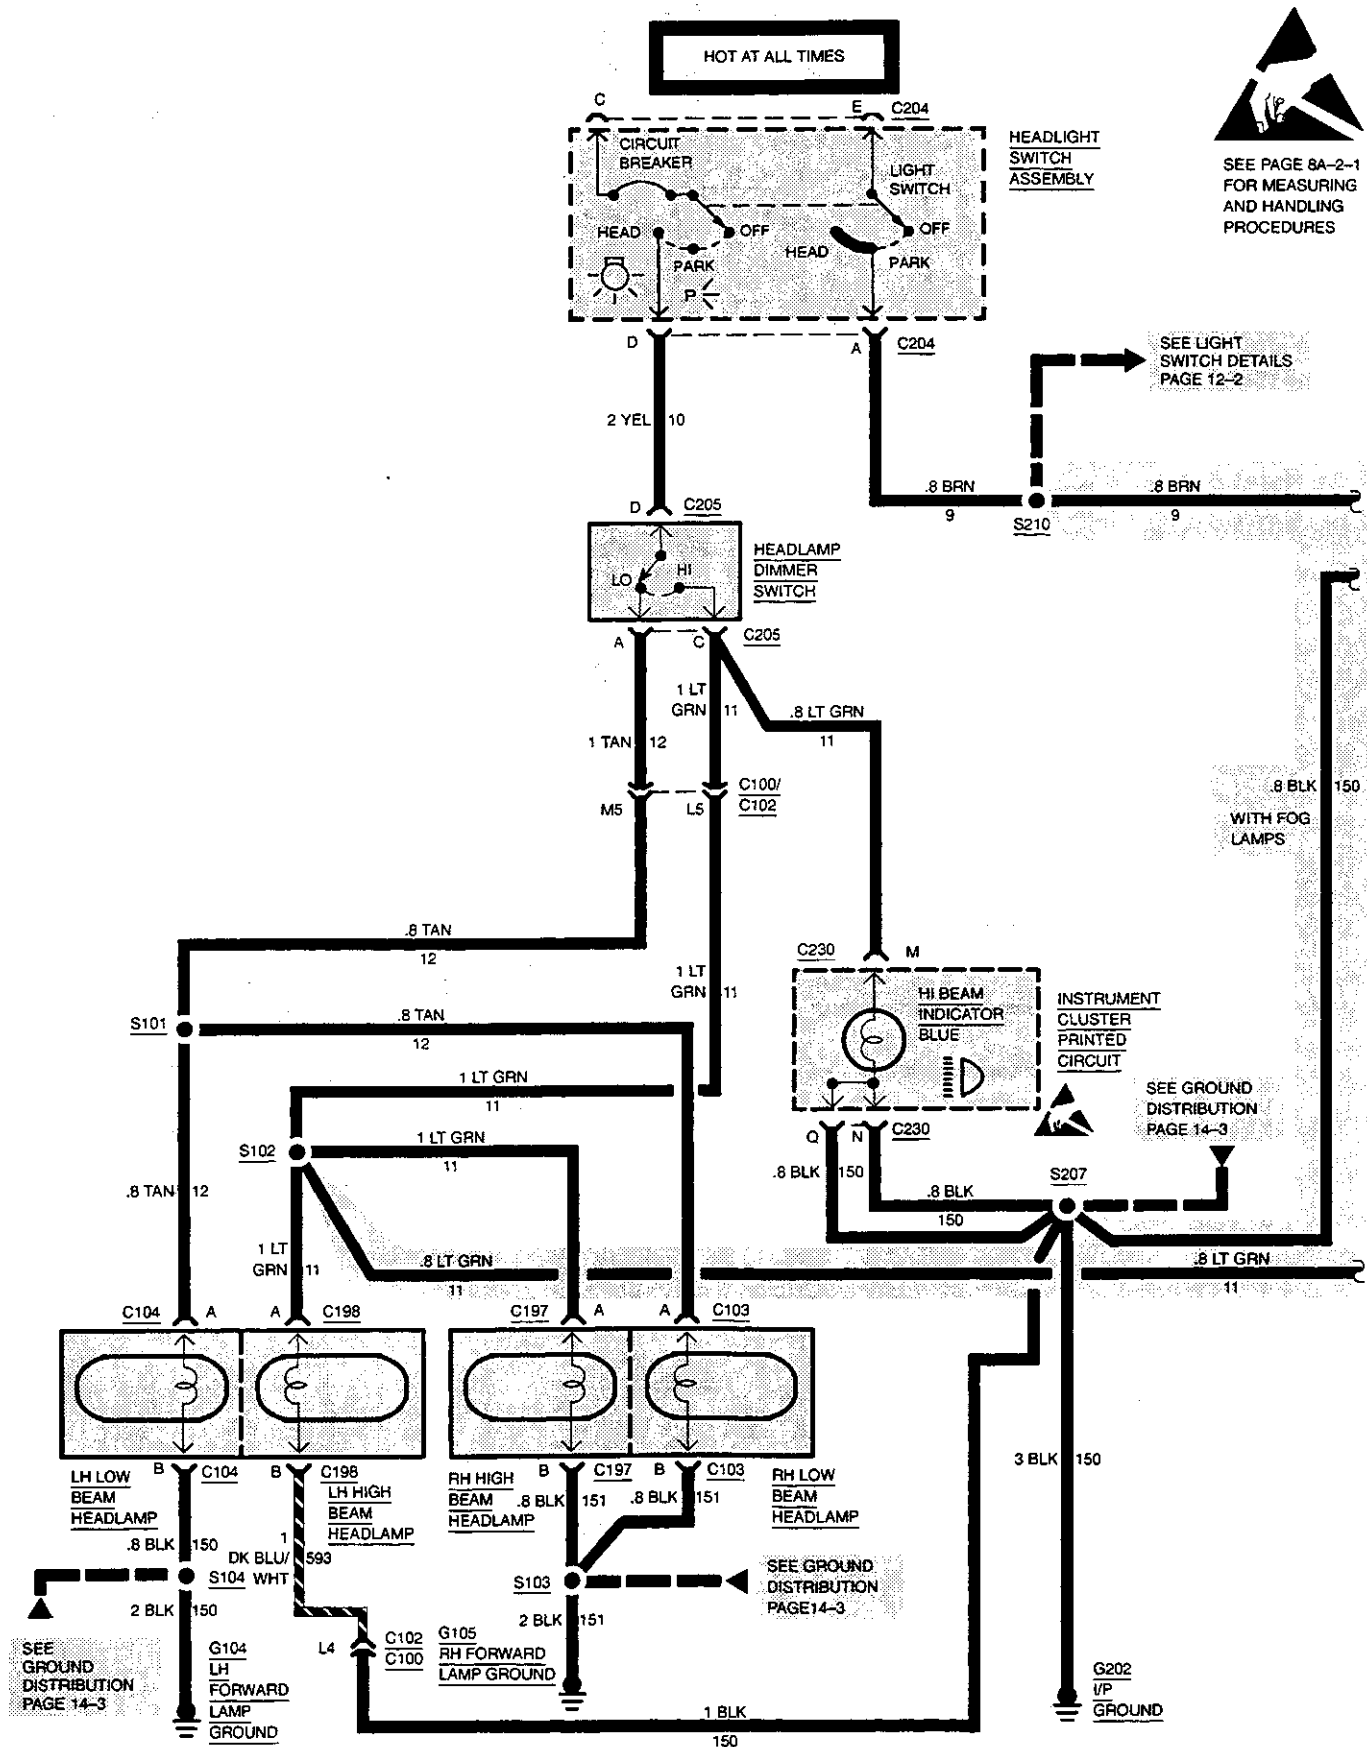 HOT AT ALL TIMES
C
E
C204
CIRCUIT
BREAKER
LIGHT
SWITCH
HEAD
OFF
PARK
P
HEAD
OFF
PARK
HEADLIGHT
SWITCH
ASSEMBLY
SEE PAGE 8A-2-1
FOR MEASURING
AND HANDLING
PROCEDURES
D
A
C204
SEE LIGHT
SWITCH DETAILS
PAGE 12-2
2 YEL
10
.8 BRN
9
S210
.8 BRN
9
D
C205
LO
HI
HEADLAMP
DIMMER
SWITCH
A
C
C205
1 LT
GRN
11
.8 LT GRN
11
1 TAN
12
M5
L5
C100/
C102
.8 BLK
150
WITH FOG
LAMPS
.8 TAN
12
1 LT
GRN
11
C230
M
HI BEAM
INDICATOR
BLUE
INSTRUMENT
CLUSTER
PRINTED
CIRCUIT
S101
.8 TAN
12
1 LT GRN
11
SEE GROUND
DISTRIBUTION
PAGE 14-3
Q
N
C230
S102
1 LT GRN
11
.8 BLK
150
.8 BLK
150
S207
.8 TAN
12
1 LT
GRN
11
.8 LT GRN
11
.8 LT GRN
11
C104
A
A
C198
C197
A
A
C103
B
C104
B
C198
B
C197
B
C103
LH LOW
BEAM
HEADLAMP
LH HIGH
BEAM
HEADLAMP
RH HIGH
BEAM
HEADLAMP
.8 BLK
151
.8 BLK
151
RH LOW
BEAM
HEADLAMP
3 BLK
150
.8 BLK
150
1
DK BLU/
WHT
593
S104
S103
SEE GROUND
DISTRIBUTION
PAGE14-3
2 BLK
150
2 BLK
151
SEE
GROUND
DISTRIBUTION
PAGE 14-3
G104
LH
FORWARD
LAMP
GROUND
L4
C102
C100
G105
RH FORWARD
LAMP GROUND
1 BLK
150
G202
I/P
GROUND